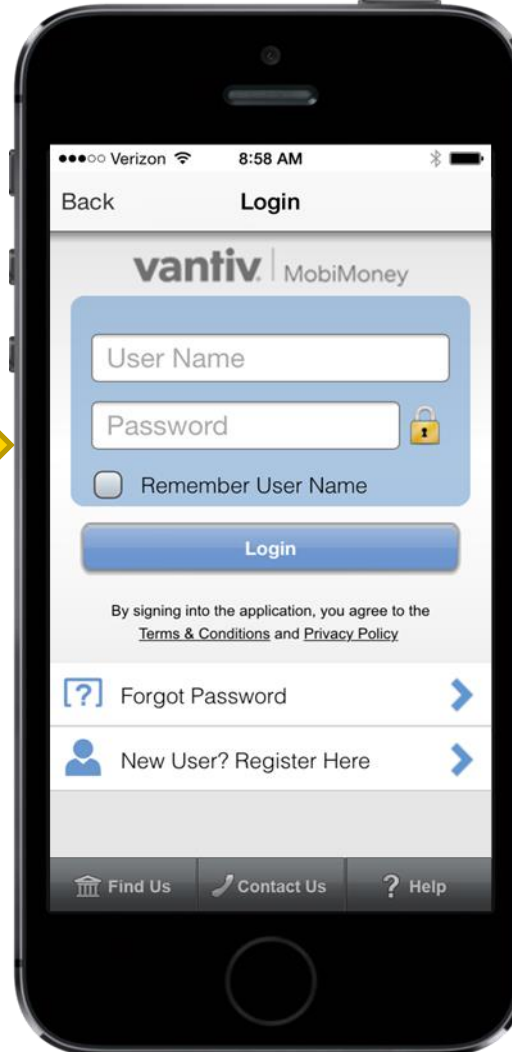 Verizon 8:58 AM
Back Login
vantiv. MobiMoney
User Name
Password
Remember User Name
Login
By signing into the application, you agree to the
Terms & Conditions and Privacy Policy
[?] Forgot Password
New User? Register Here
Find Us Contact Us ? Help